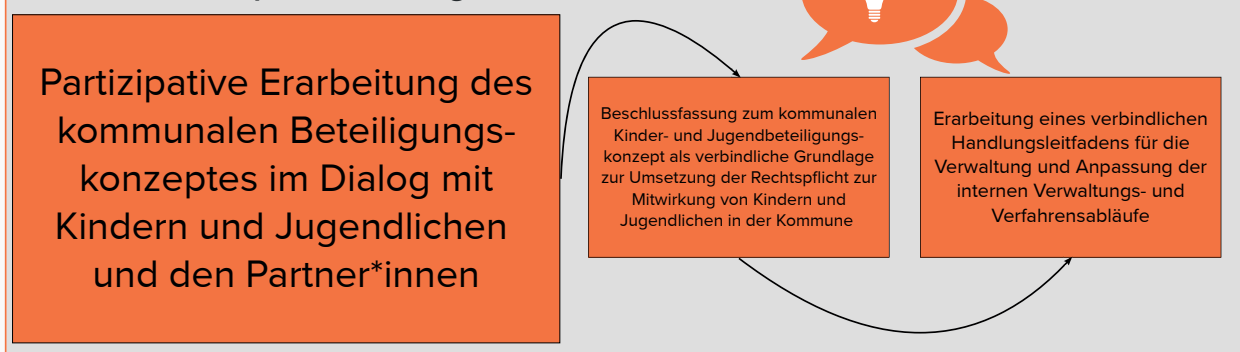 Partizipative Erarbeitung des
kommunalen Beteiligungs-
konzeptes im Dialog mit
Kindern und Jugendlichen
und den Partner*innen
Beschlussfassung zum kommunalen
Kinder- und Jugendbeteiligungs-
konzept als verbindliche Grundlage
zur Umsetzung der Rechtspflicht zur
Mitwirkung von Kindern und
Jugendlichen in der Kommune
Erarbeitung eines verbindlichen
Handlungsleitfadens für die
Verwaltung und Anpassung der
internen Verwaltungs- und
Verfahrensabläufe